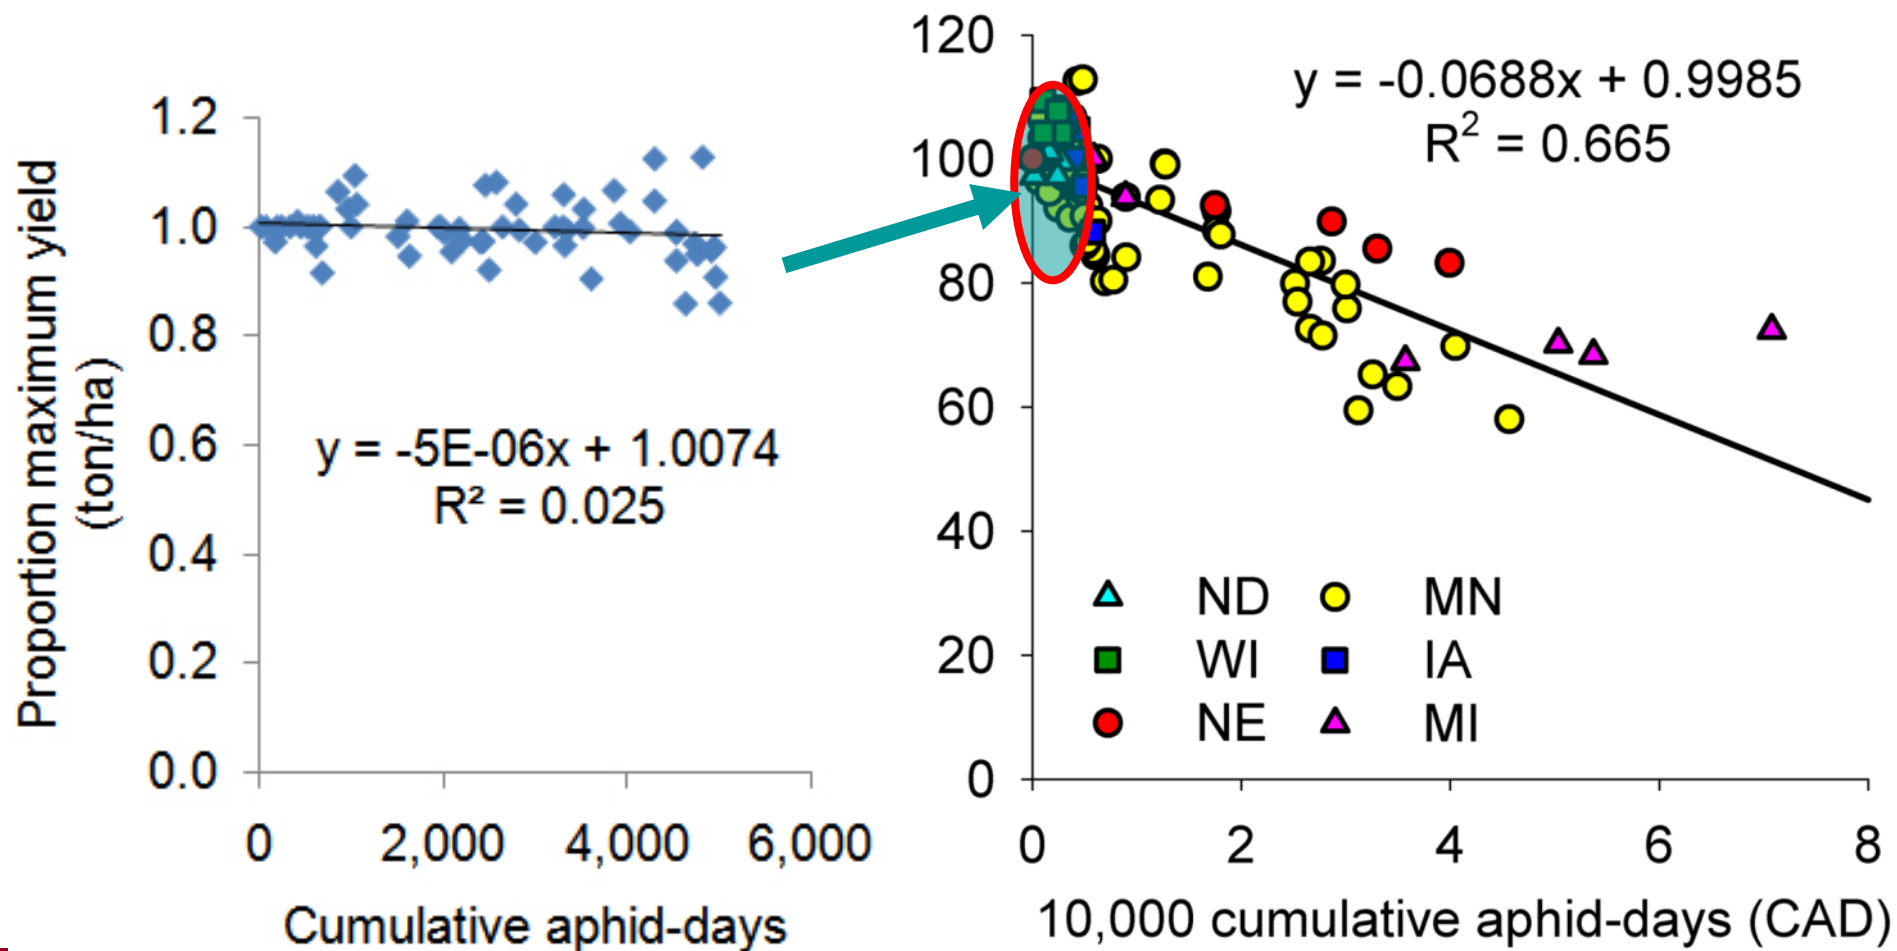 Proportion maximum yield
(ton/ha)
1.2
1.0
0.8
0.6
0.4
0.2
0.0
y = -5E-06x + 1.0074
R² = 0.025
0 2,000 4,000 6,000
Cumulative aphid-days
120
100
80
60
40
20
0
y = -0.0688x + 0.9985
R² = 0.665
ND MN
WI IA
NE MI
0 2 4 6 8
10,000 cumulative aphid-days (CAD)